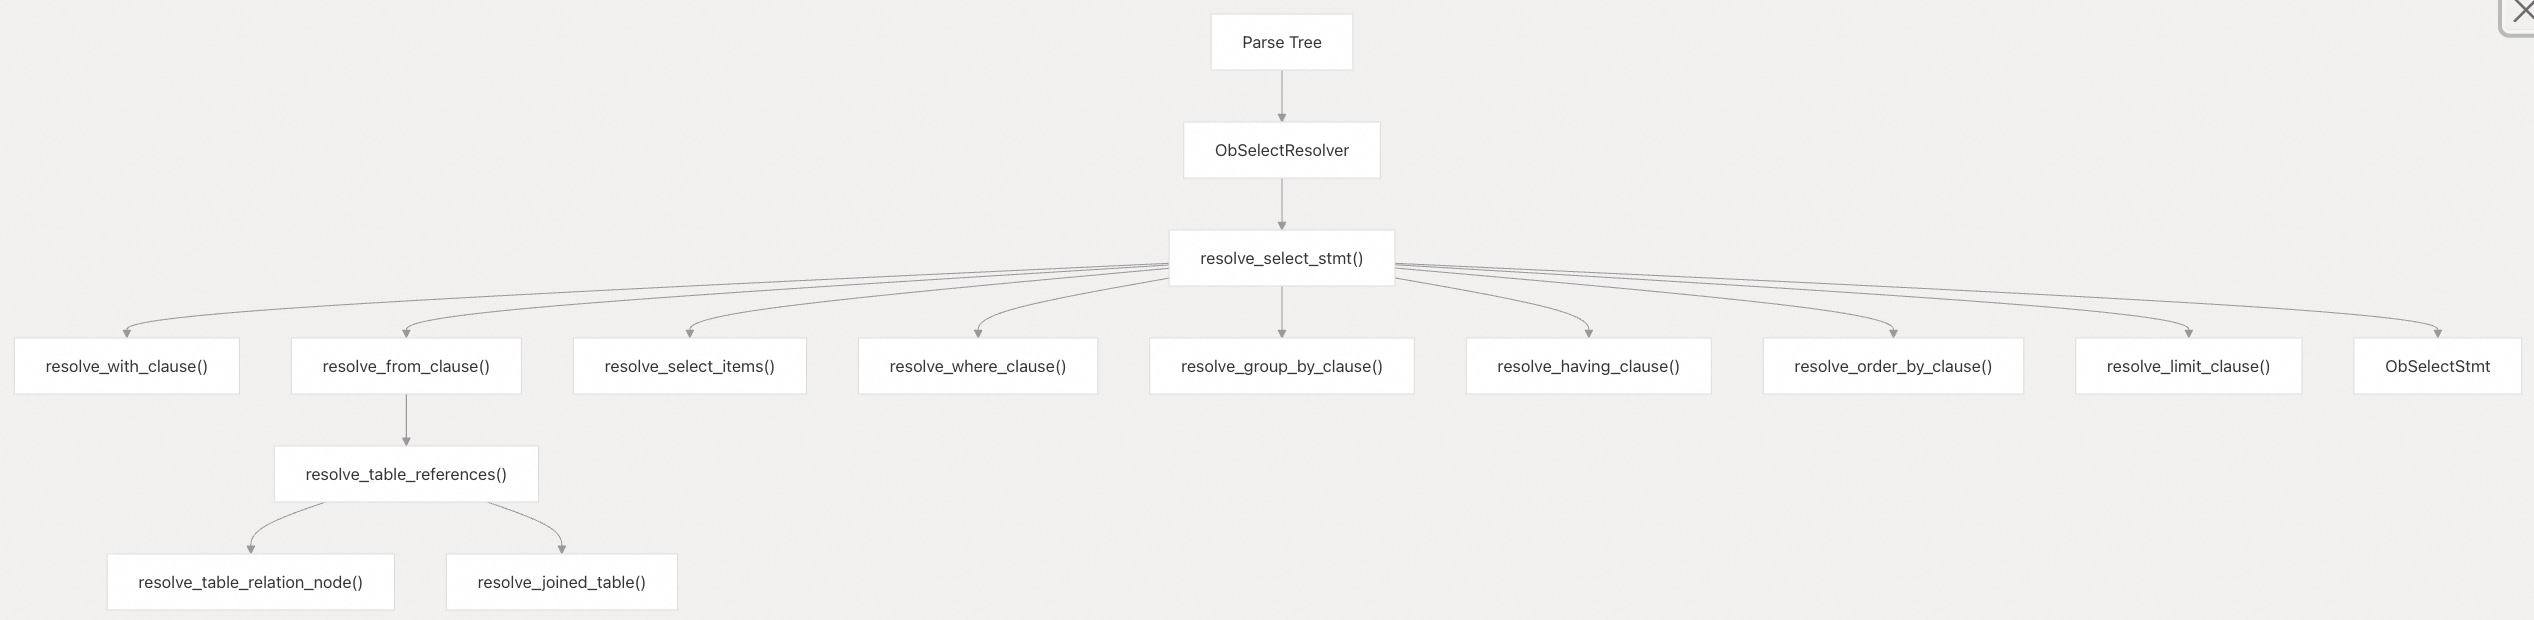 Parse Tree
ObSelectResolver
resolve_select_stmt()
resolve_with_clause()
resolve_from_clause()
resolve_select_items()
resolve_where_clause()
resolve_group_by_clause()
resolve_having_clause()
resolve_order_by_clause()
resolve_limit_clause()
ObSelectStmt
resolve_table_references()
resolve_table_relation_node()
resolve_joined_table()